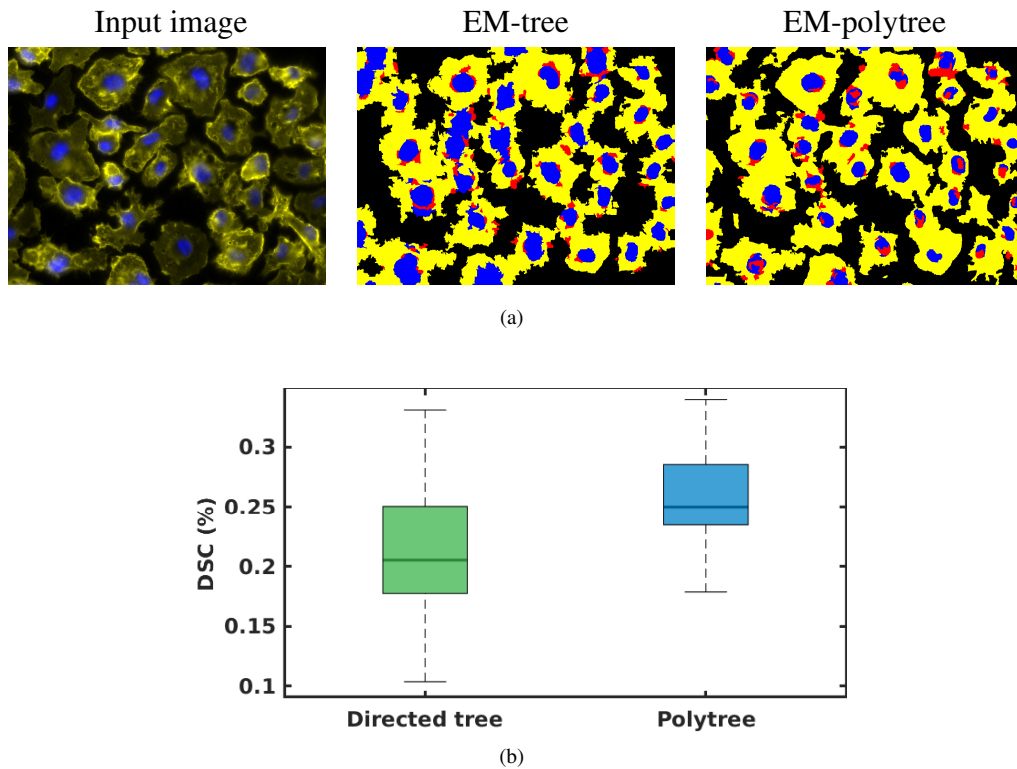 Input image EM-tree EM-polytree
(a)
DSC (%)
0.3
0.25
0.2
0.15
0.1
Directed tree Polytree
(b)